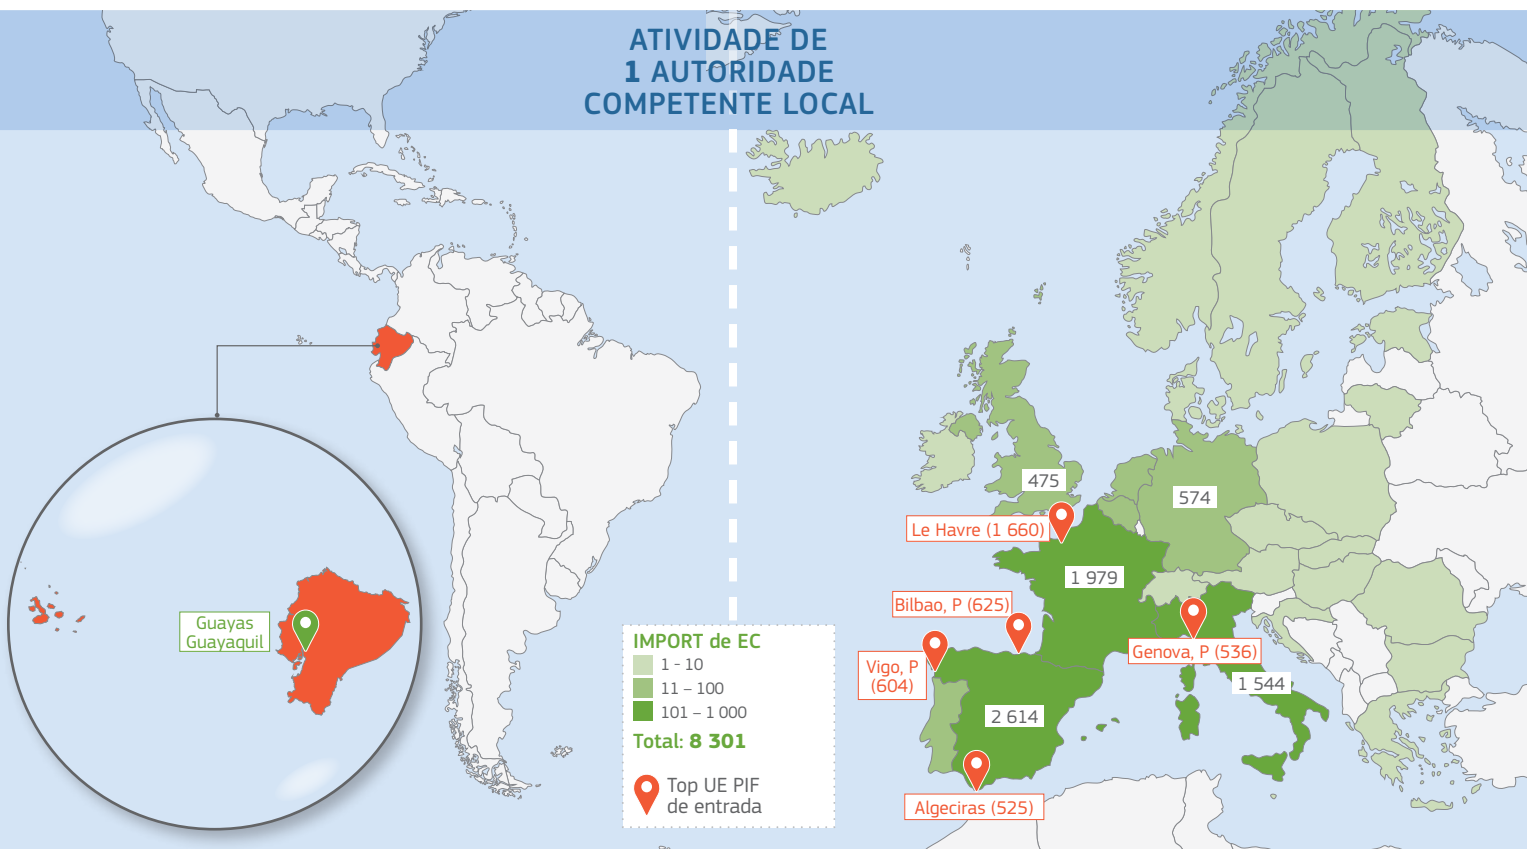 ATIVIDADE DE
1 AUTORIDADE
COMPETENTE LOCAL
475
574
Le Havre (1 660)
1 979
Bilbao, P (625)
Guayas
Guayaquil
Vigo, P
(604)
Genova, P (536)
1 544
2 614
Algeciras (525)
IMPORT de EC
1 - 10
11 – 100
101 – 1 000
Total: 8 301
Top UE PIF
de entrada